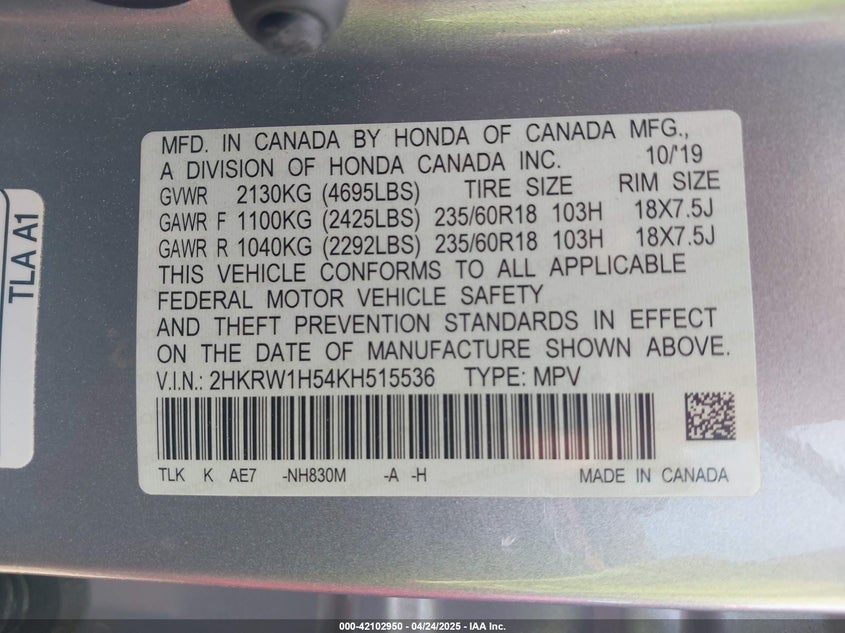 MFD. IN CANADA BY HONDA OF CANADA MFG.,
A DIVISION OF HONDA CANADA INC. 10/'19
GVWR 2130KG (4695LBS) TIRE SIZE RIM SIZE
GAWR F 1100KG (2425LBS) 235/60R18 103H 18X7.5J
GAWR R 1040KG (2292LBS) 235/60R18 103H 18X7.5J
THIS VEHICLE CONFORMS TO ALL APPLICABLE
FEDERAL MOTOR VEHICLE SAFETY
AND THEFT PREVENTION STANDARDS IN EFFECT
ON THE DATE OF MANUFACTURE SHOWN ABOVE.
V.I.N.: 2HKRW1H54KH515536 TYPE: MPV
TLK K AE7 -NH830M -A -H MADE IN CANADA
TLA A1
000-42102950 - 04/24/2025 - IAA Inc.